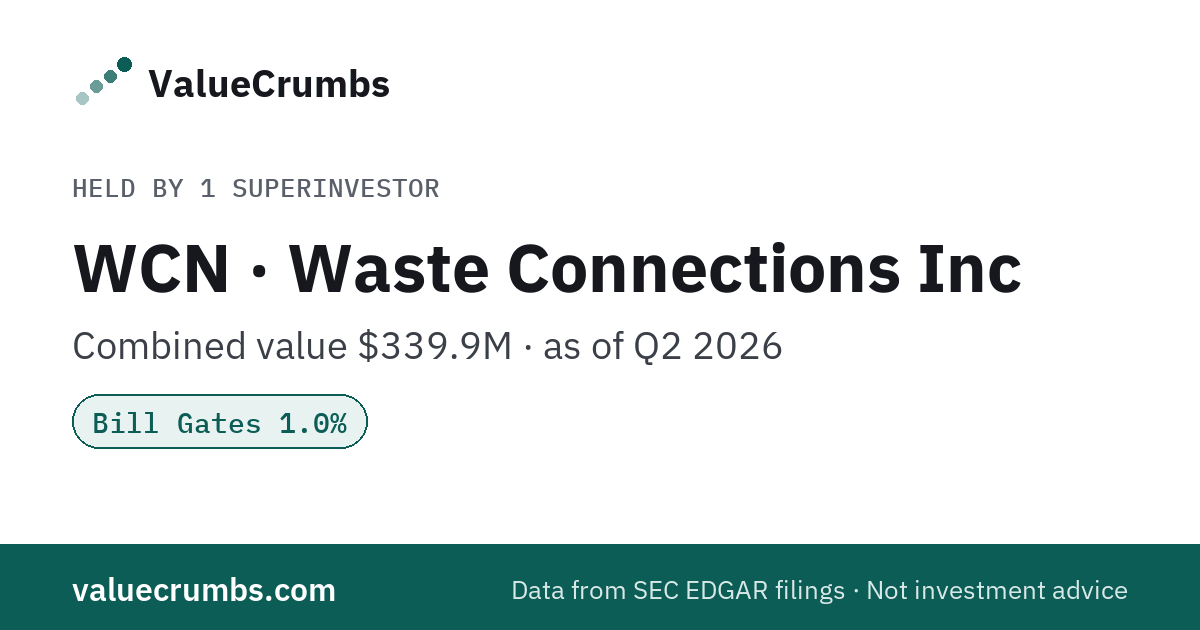 ValueCrumbs
HELD BY 1 SUPERINVESTOR
WCN · Waste Connections Inc
Combined value $339.9M · as of Q2 2026
Bill Gates 1.0%
valuecrumbs.com
Data from SEC EDGAR filings · Not investment advice